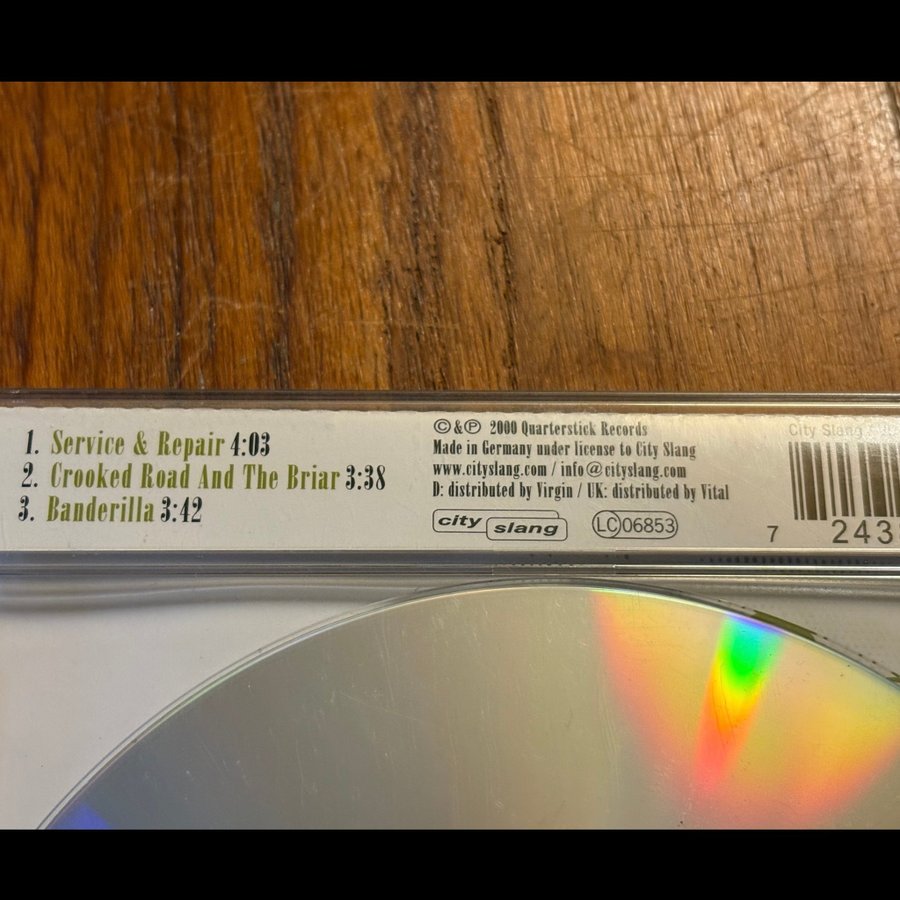 1. Service & Repair 4:03
2. Crooked Road And The Briar 3:38
3. Banderilla 3:42
©&℗ 2000 Quarterstick Records
Made in Germany under license to City Slang
www.cityslang.com / info@cityslang.com
D: distributed by Virgin / UK: distributed by Vital
city slang
LC 06853
City Slang
7 243